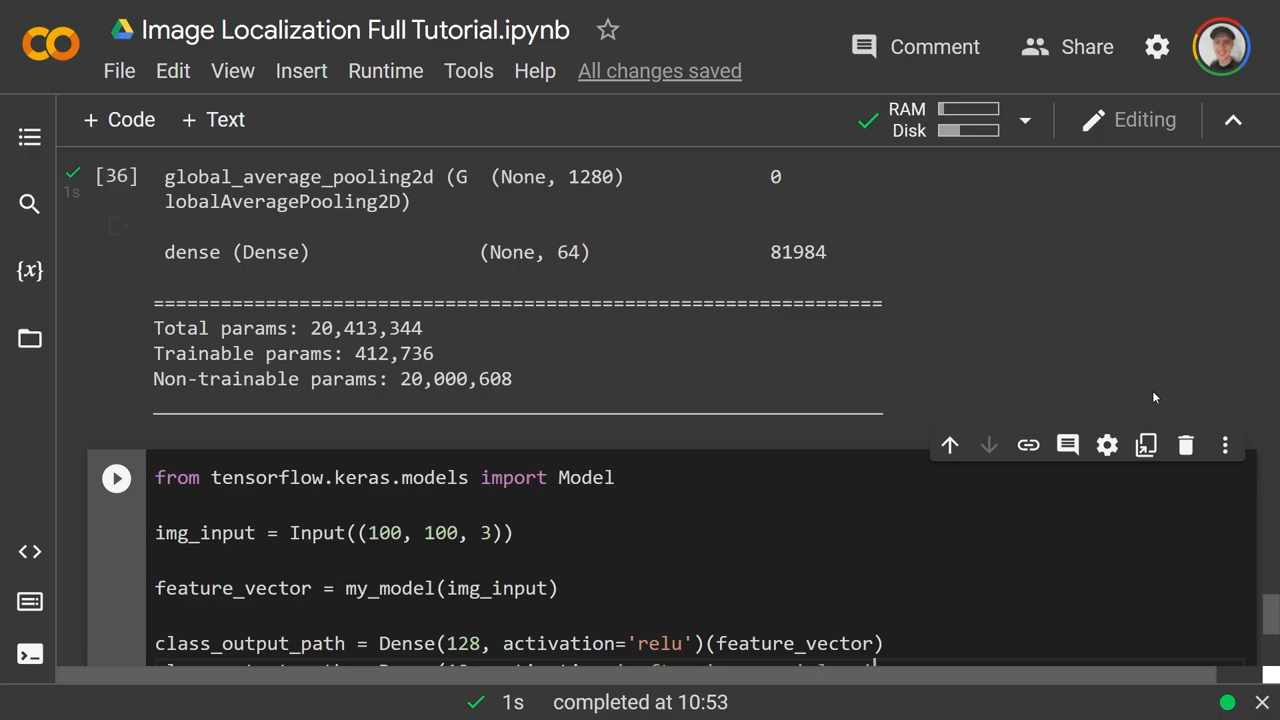 Image Localization Full Tutorial.ipynb
Comment
Share
File Edit View Insert Runtime Tools Help All changes saved
+ Code + Text
RAM
Disk
Editing
[36]
1s
global_average_pooling2d (G (None, 1280) 0
lobalAveragePooling2D)
dense (Dense) (None, 64) 81984
=================================================================
Total params: 20,413,344
Trainable params: 412,736
Non-trainable params: 20,000,608
from tensorflow.keras.models import Model
img_input = Input((100, 100, 3))
feature_vector = my_model(img_input)
class_output_path = Dense(128, activation='relu')(feature_vector)
1s completed at 10:53